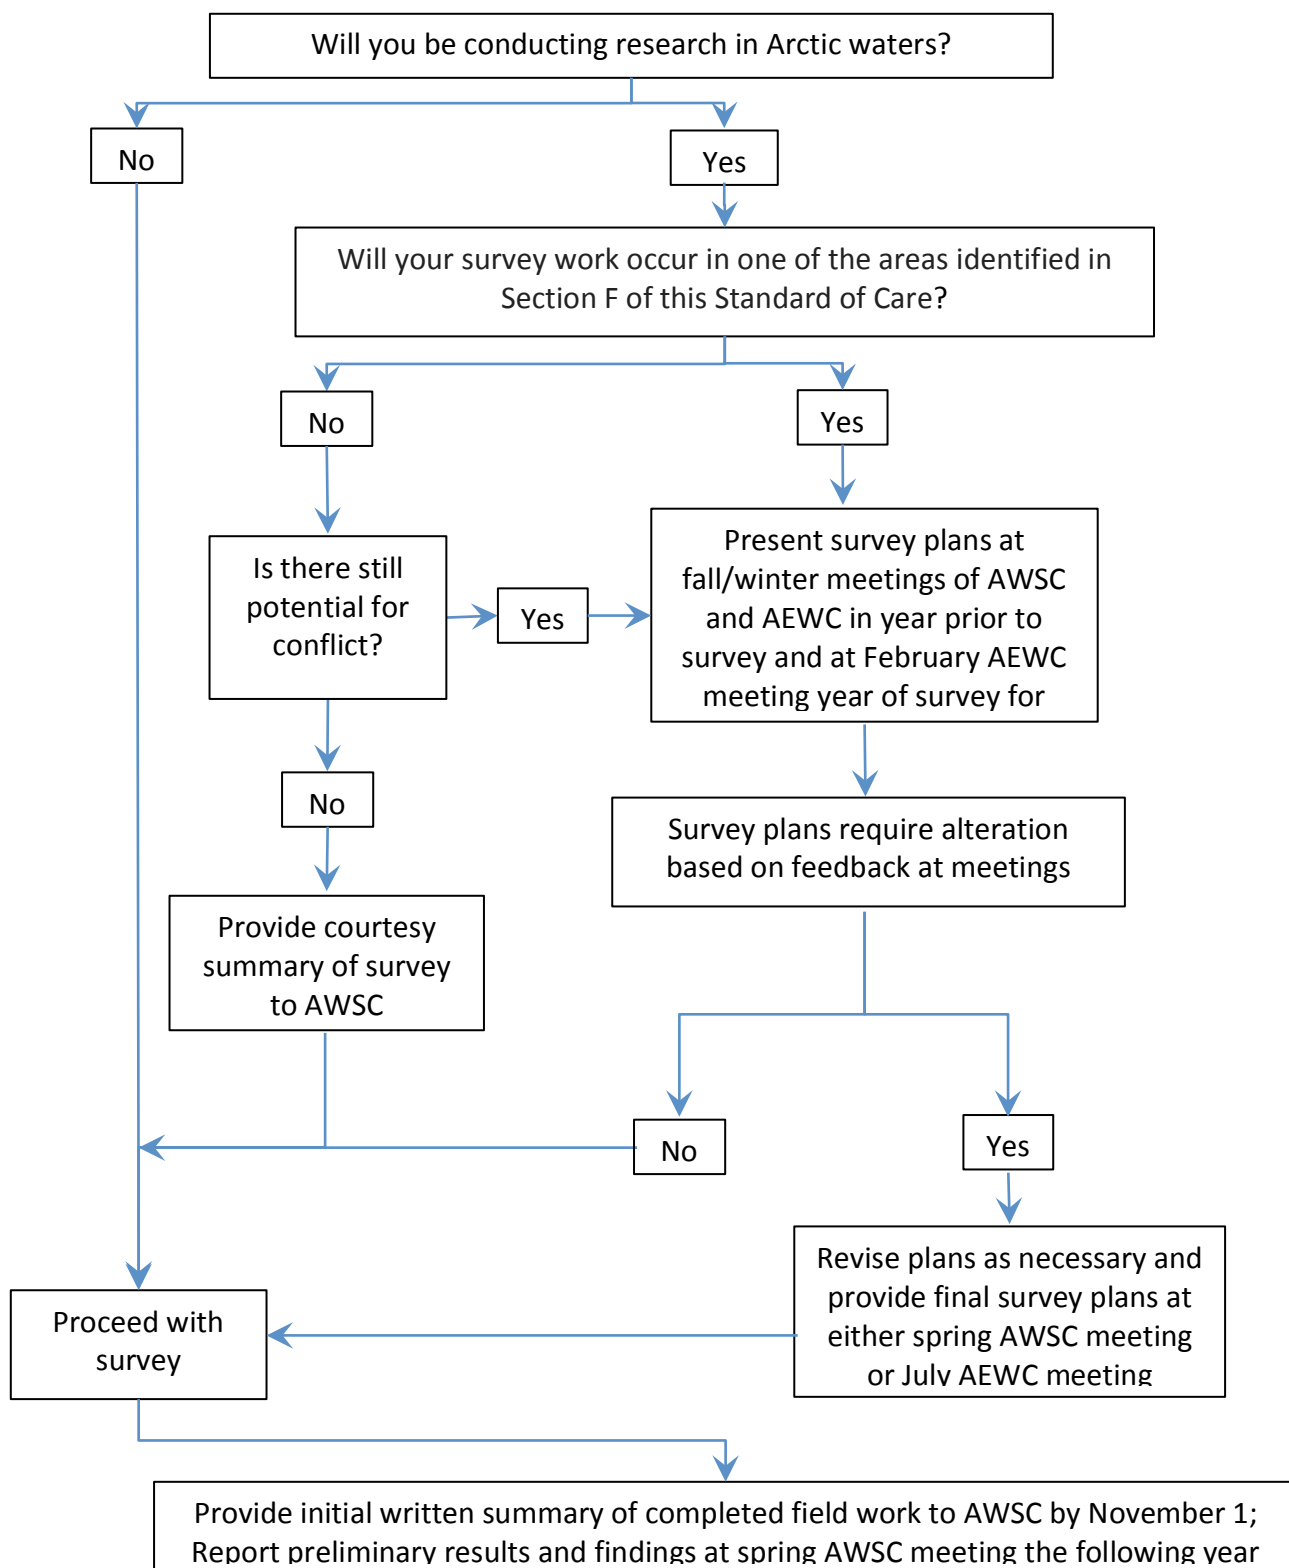 Will you be conducting research in Arctic waters?
No
Yes
Will your survey work occur in one of the areas identified in
Section F of this Standard of Care?
No
Yes
Is there still
potential for
conflict?
Yes
Present survey plans at
fall/winter meetings of AWSC
and AEWC in year prior to
survey and at February AEWC
meeting year of survey for
No
Survey plans require alteration
based on feedback at meetings
Provide courtesy
summary of survey
to AWSC
No
Yes
Revise plans as necessary and
provide final survey plans at
either spring AWSC meeting
or July AEWC meeting
Proceed with
survey
Provide initial written summary of completed field work to AWSC by November 1;
Report preliminary results and findings at spring AWSC meeting the following year